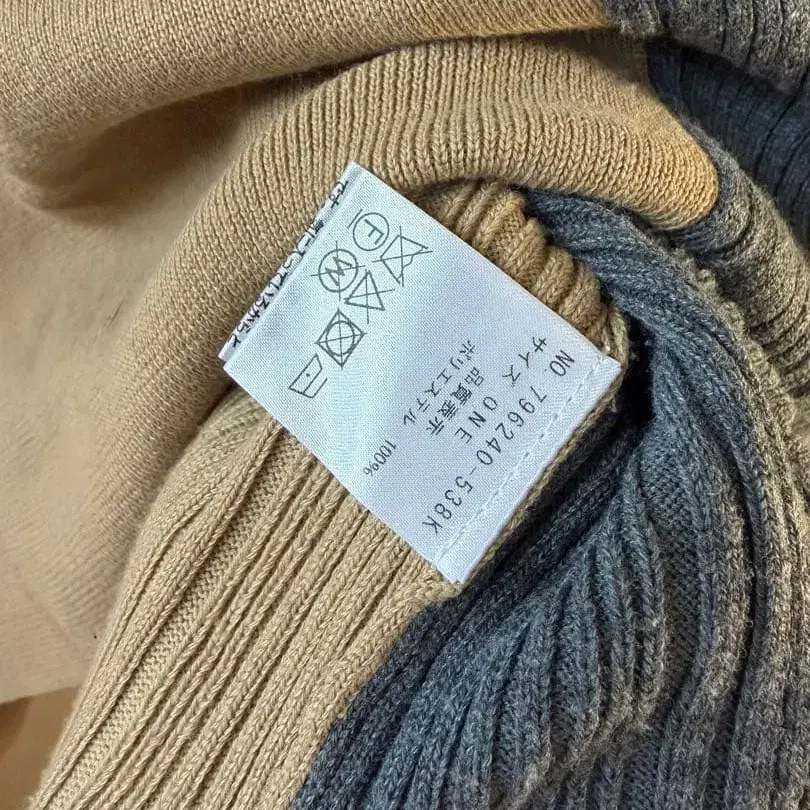 NO. 796240-538K
サイズ ONE
品質表示
ポリエステル 100%
F
W